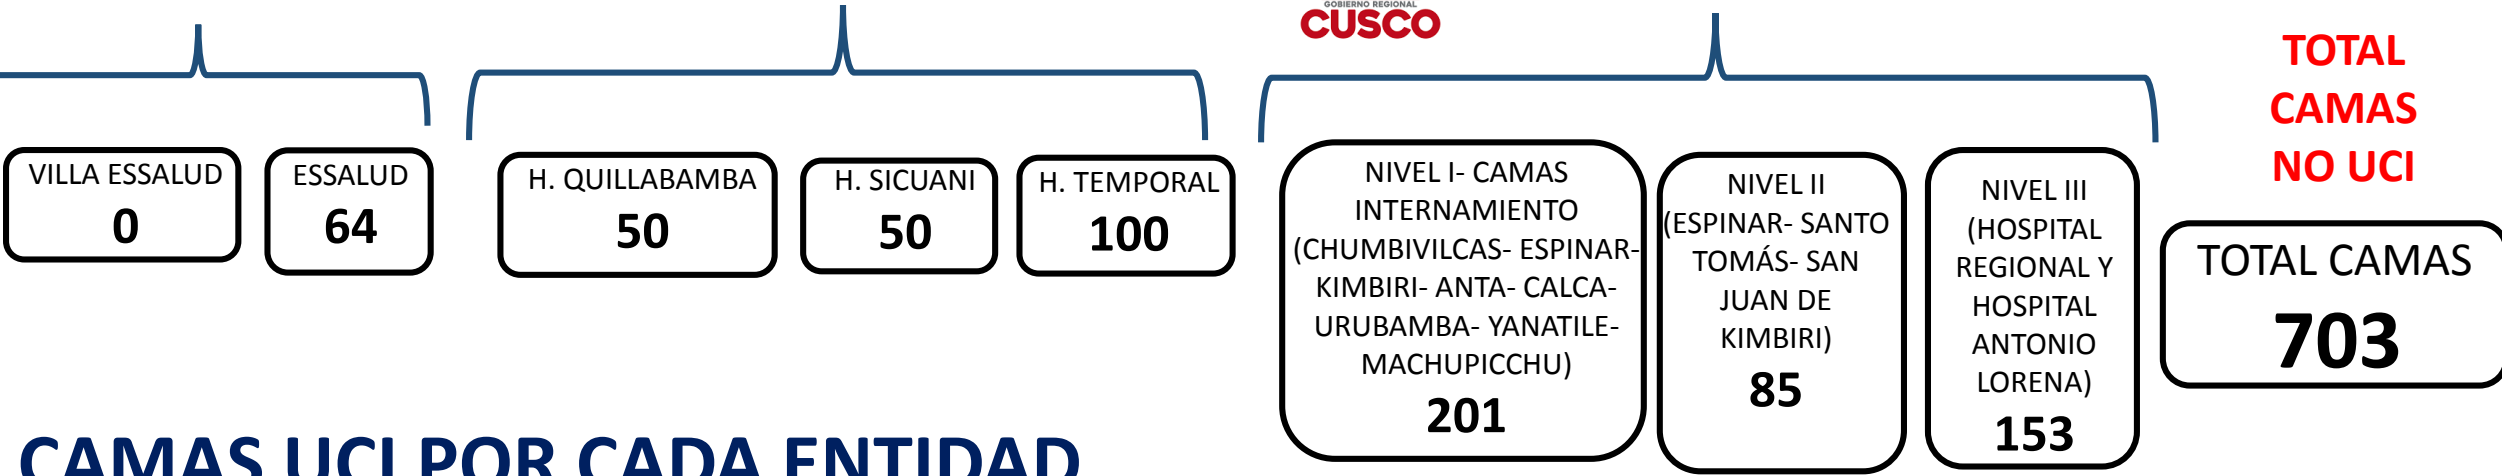 GOBIERNO REGIONAL
CUSCO
TOTAL
CAMAS
NO UCI
VILLA ESSALUD
0
ESSALUD
64
H. QUILLABAMBA
50
H. SICUANI
50
H. TEMPORAL
100
NIVEL I- CAMAS
INTERNAMIENTO
(CHUMBIVILCAS- ESPINAR-
KIMBIRI- ANTA- CALCA-
URUBAMBA- YANATILE-
MACHUPICCHU)
201
NIVEL II
(ESPINAR- SANTO
TOMÁS- SAN
JUAN DE
KIMBIRI)
85
NIVEL III
(HOSPITAL
REGIONAL Y
HOSPITAL
ANTONIO
LORENA)
153
TOTAL CAMAS
703
CAMAS UCI POR CADA ENTIDAD